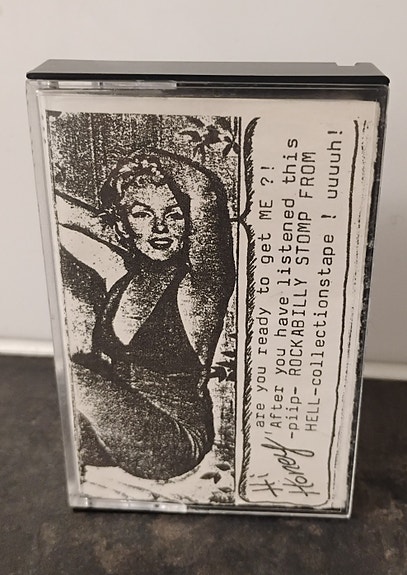 Hi
Honey
are you ready to get ME ?!
'After you have listened this
-piip- ROCKABILLY STOMP FROM
HELL-collectionstape ! uuuuh!